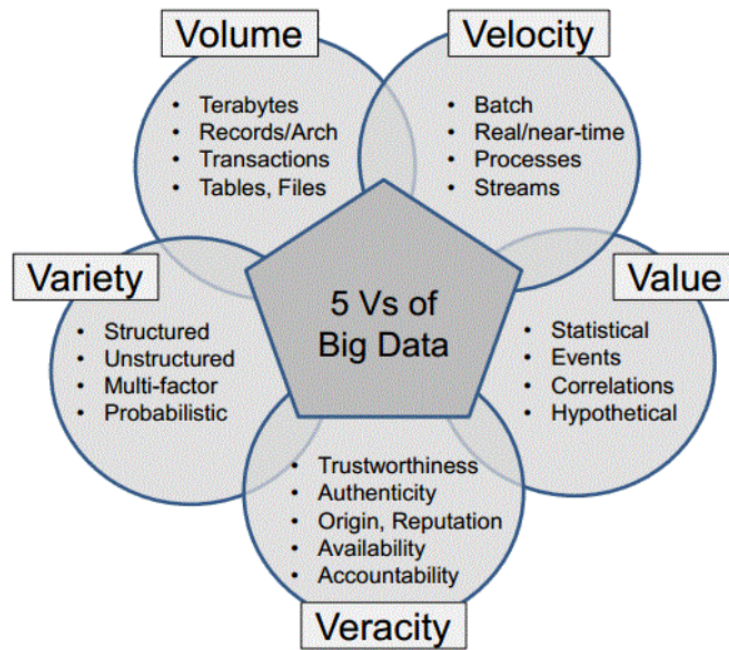 Volume
• Terabytes
• Records/Arch
• Transactions
• Tables, Files
Velocity
• Batch
• Real/near-time
• Processes
• Streams
Variety
• Structured
• Unstructured
• Multi-factor
• Probabilistic
5 Vs of
Big Data
Value
• Statistical
• Events
• Correlations
• Hypothetical
• Trustworthiness
• Authenticity
• Origin, Reputation
• Availability
• Accountability
Veracity